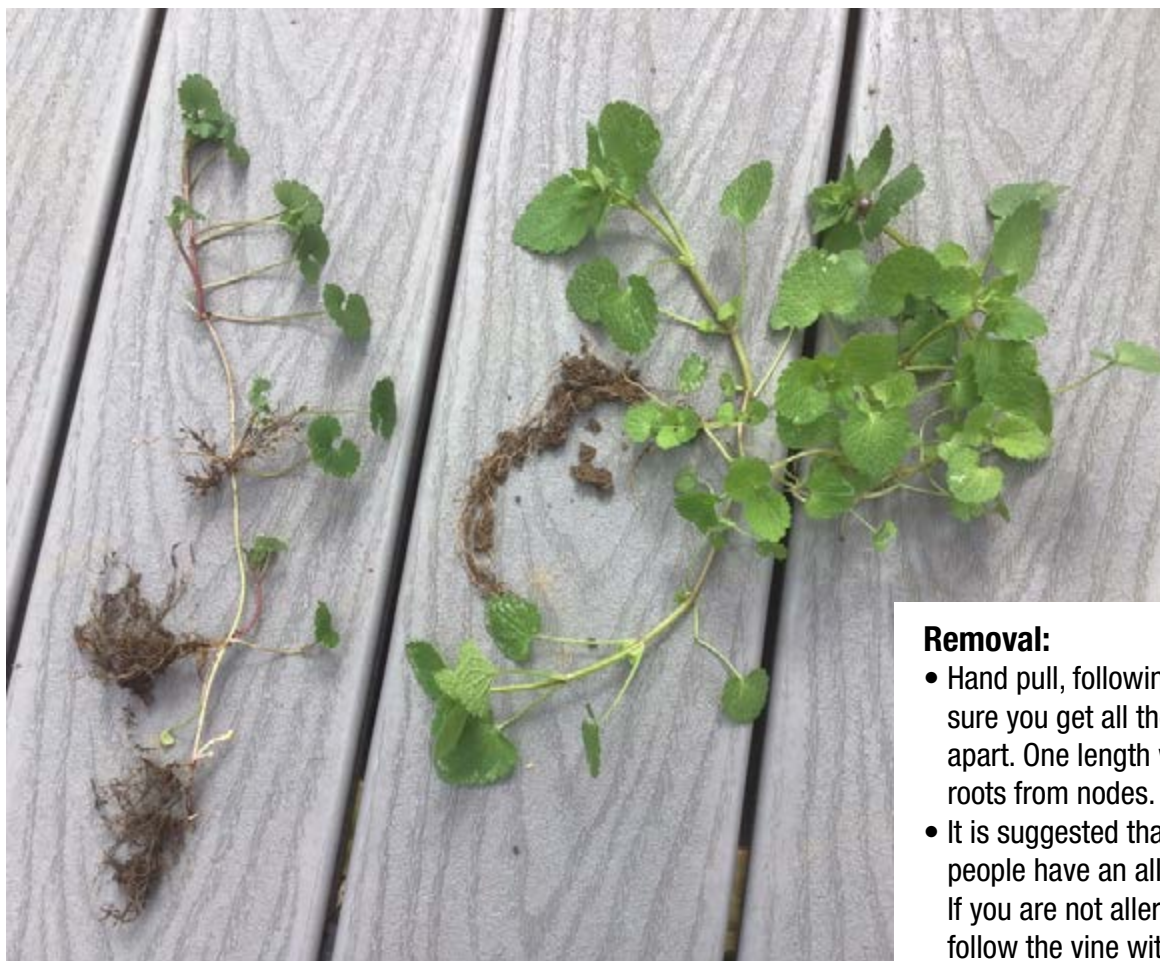 Removal:
• Hand pull, followin
sure you get all th
apart. One length
roots from nodes.
• It is suggested tha
people have an all
If you are not aller
follow the vine wit